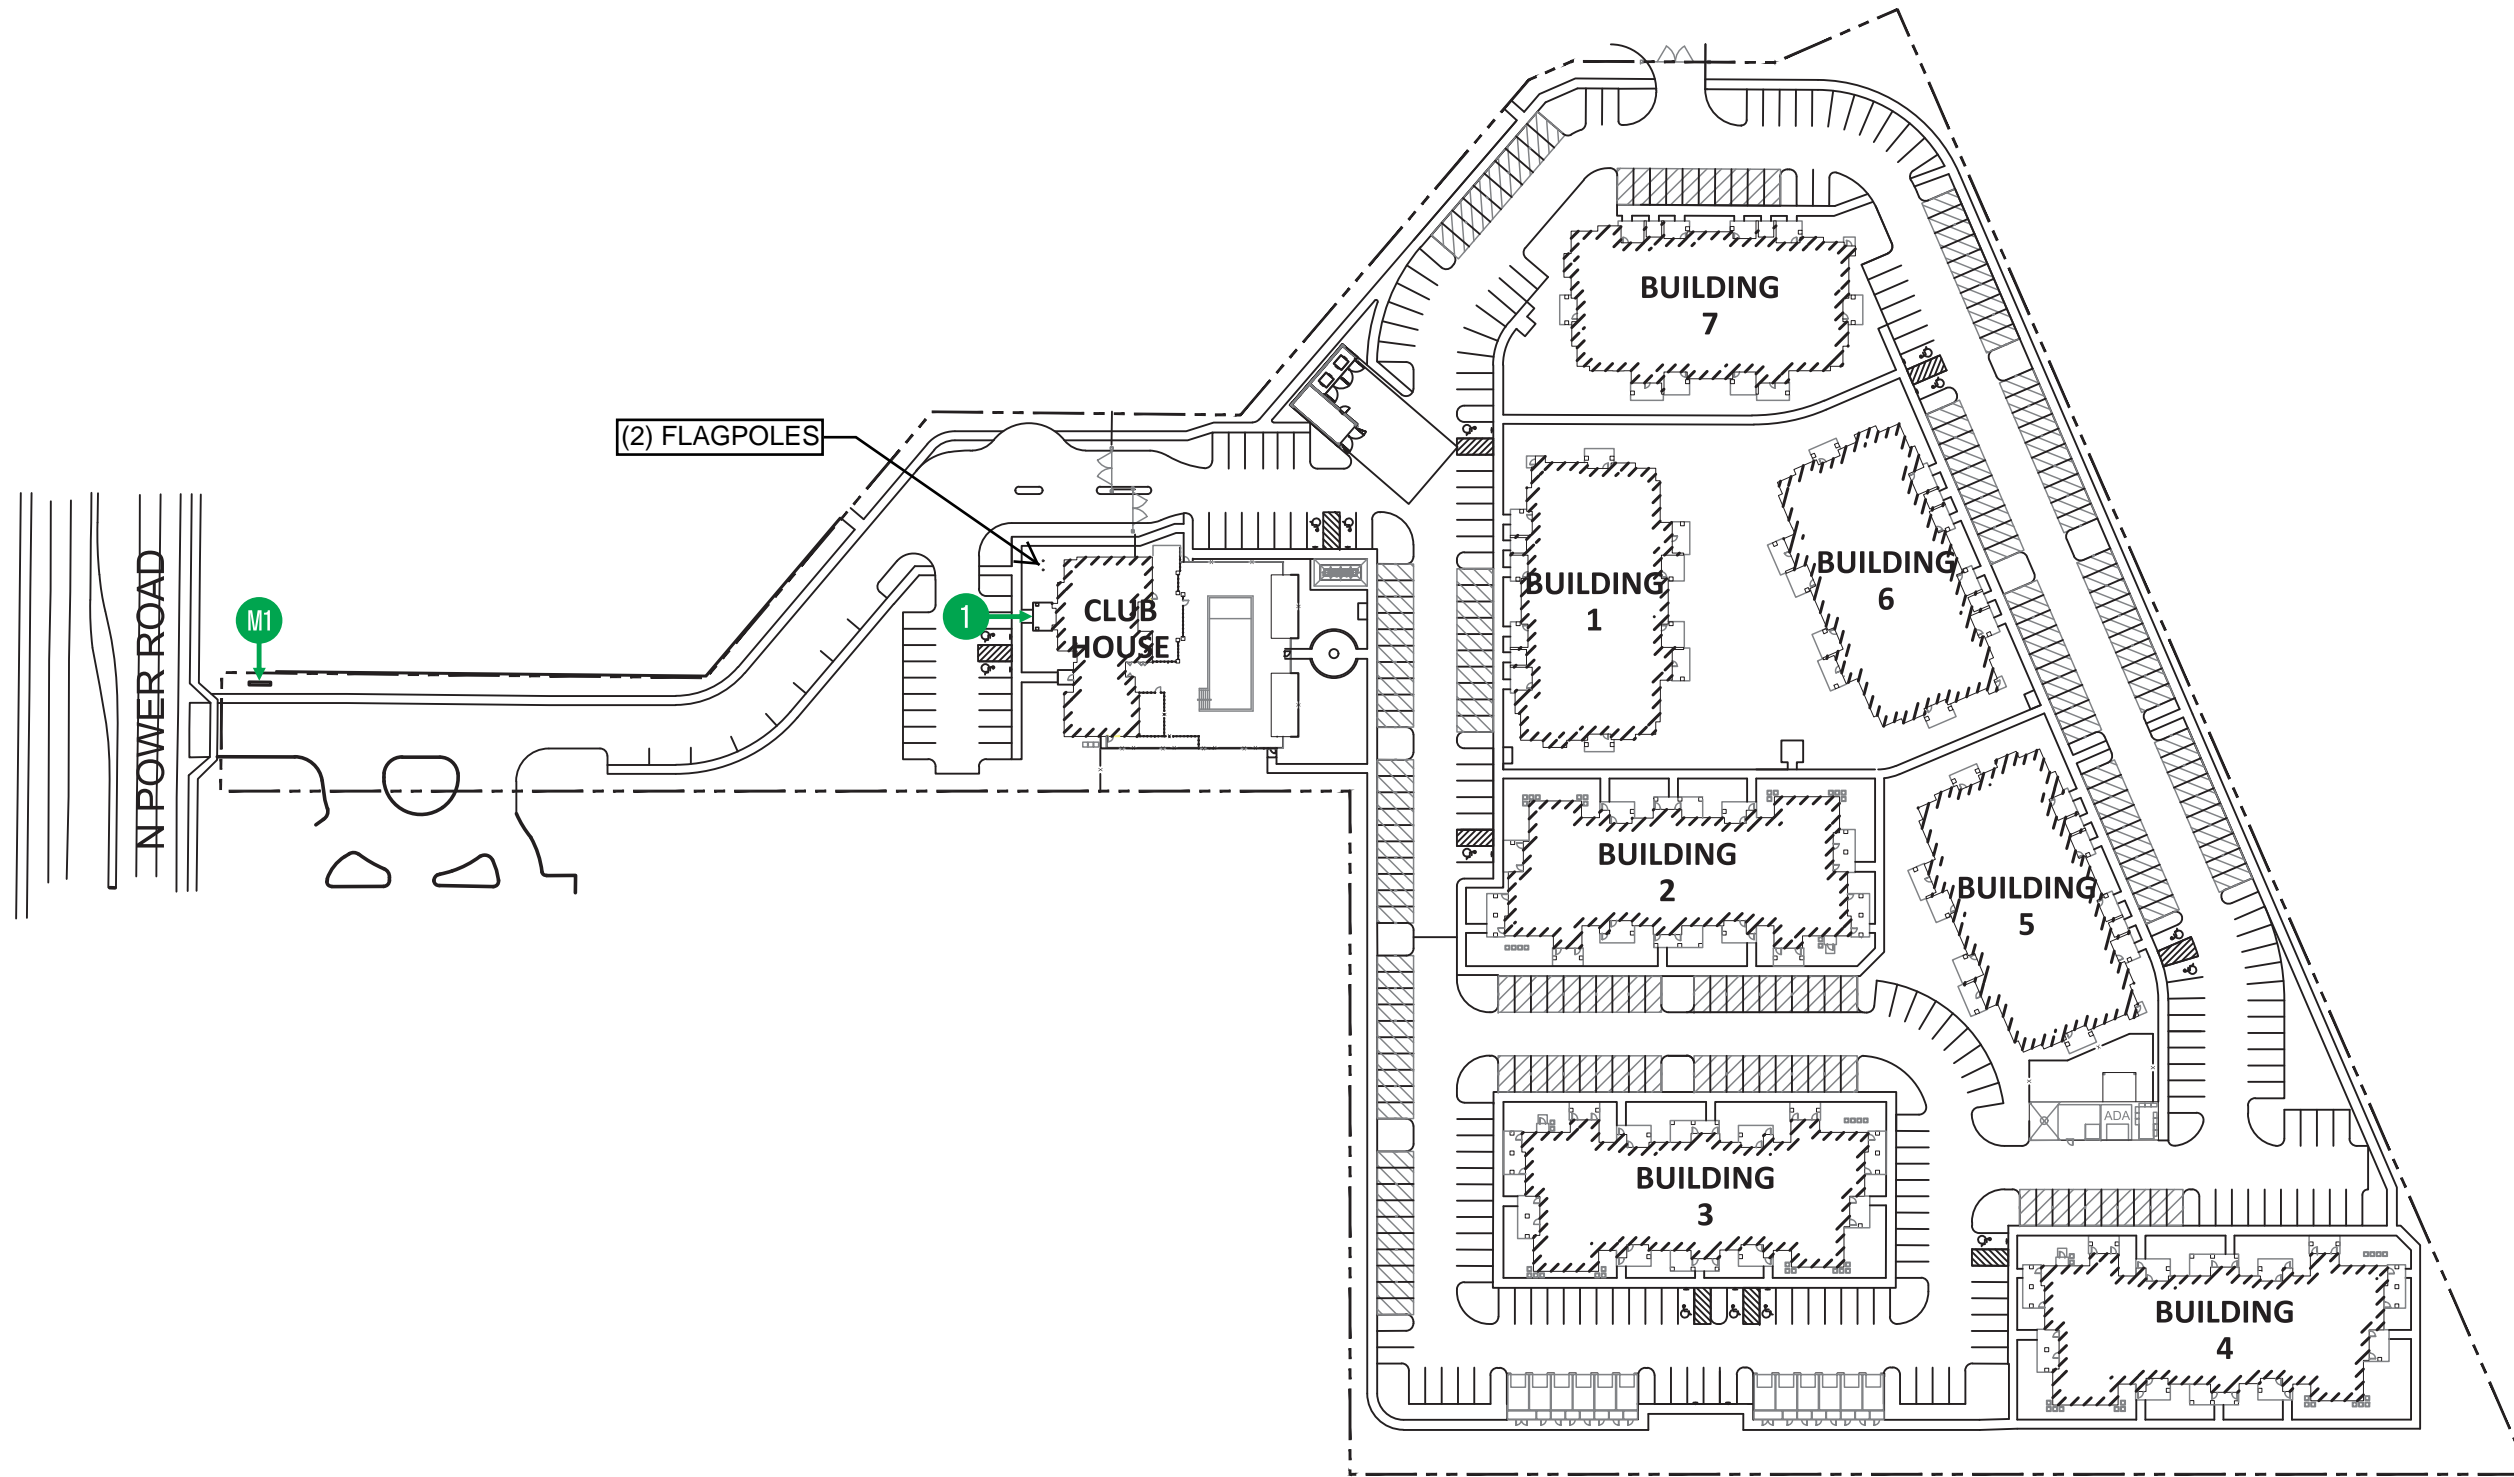 BUILDING
7
(2) FLAGPOLES
N POWER ROAD
M1
1
CLUB
HOUSE
BUILDING
1
BUILDING
6
BUILDING
2
BUILDING
5
ADA
BUILDING
3
BUILDING
4